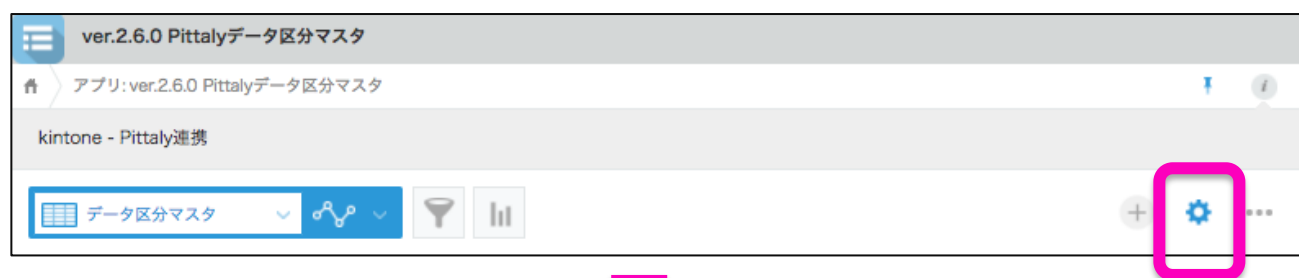 ver.2.6.0 Pittalyデータ区分マスタ
アプリ: ver.2.6.0 Pittalyデータ区分マスタ
kintone - Pittaly連携
データ区分マスタ